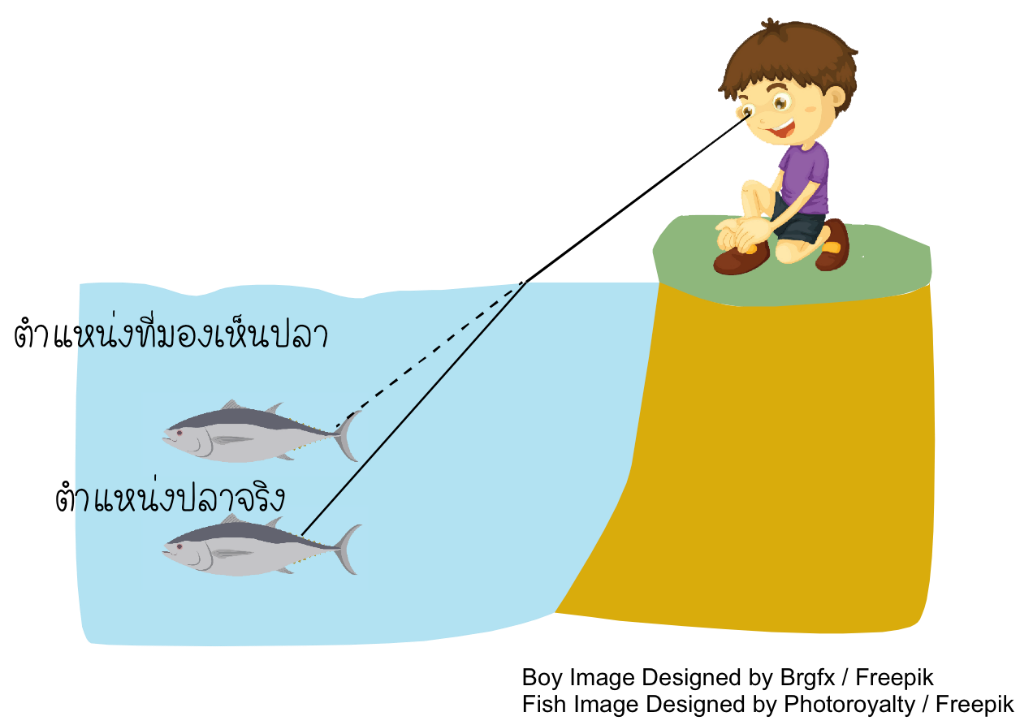 ตำแหน่งที่มองเห็นปลา
ตำแหน่งปลาจริง
Boy Image Designed by Brgfx / Freepik
Fish Image Designed by Photoroyalty / Freepik